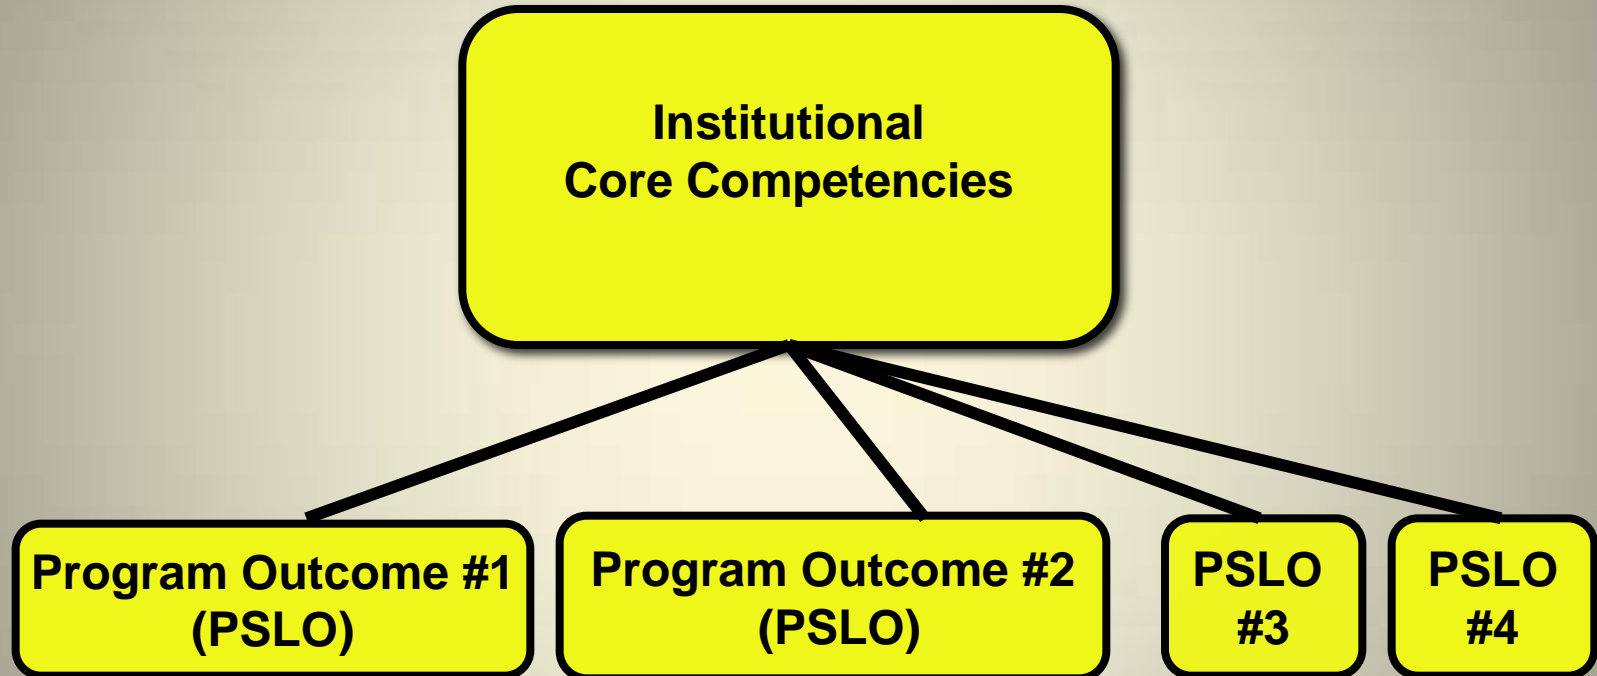 Institutional
Core Competencies
Program Outcome #1
(PSLO)
Program Outcome #2
(PSLO)
PSLO
#3
PSLO
#4